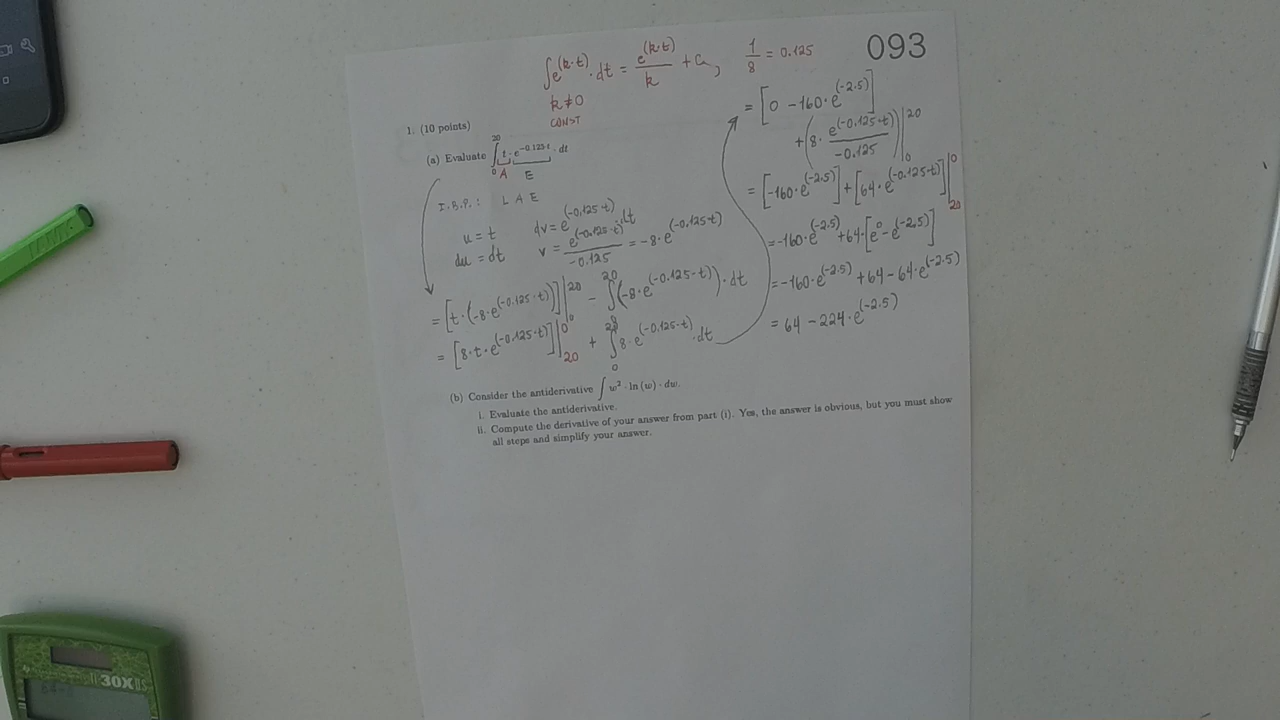 ∫e^(k·t)·dt = e^(k·t)/k + C, 1/8 = 0.125
k≠0
CONST
093
1. (10 points)
(a) Evaluate ∫₀²⁰ t·e^(−0.125·t)·dt
A E
I.B.P.: L A E
u = t dv = e^(−0.125·t)·dt
du = dt v = e^(−0.125·t)/−0.125 = −8·e^(−0.125·t)
= [t·(−8·e^(−0.125·t))]|₀²⁰ − ∫₀²⁰(−8·e^(−0.125·t))·dt
= [8·t·e^(−0.125·t)]|₂₀⁰ + ∫₀²⁰ 8·e^(−0.125·t)·dt
= [0 − 160·e^(−2.5)]
+ (8·e^(−0.125·t)/−0.125)|₀²⁰
= [−160·e^(−2.5)] + [64·e^(−0.125·t)]|₂₀⁰
= −160·e^(−2.5) + 64·[e⁰ − e^(−2.5)]
= −160·e^(−2.5) + 64 − 64·e^(−2.5)
= 64 − 224·e^(−2.5)
(b) Consider the antiderivative ∫ w²·ln(w)·dw.
i. Evaluate the antiderivative.
ii. Compute the derivative of your answer from part (i). Yes, the answer is obvious, but you must show
all steps and simplify your answer.
30X IIS